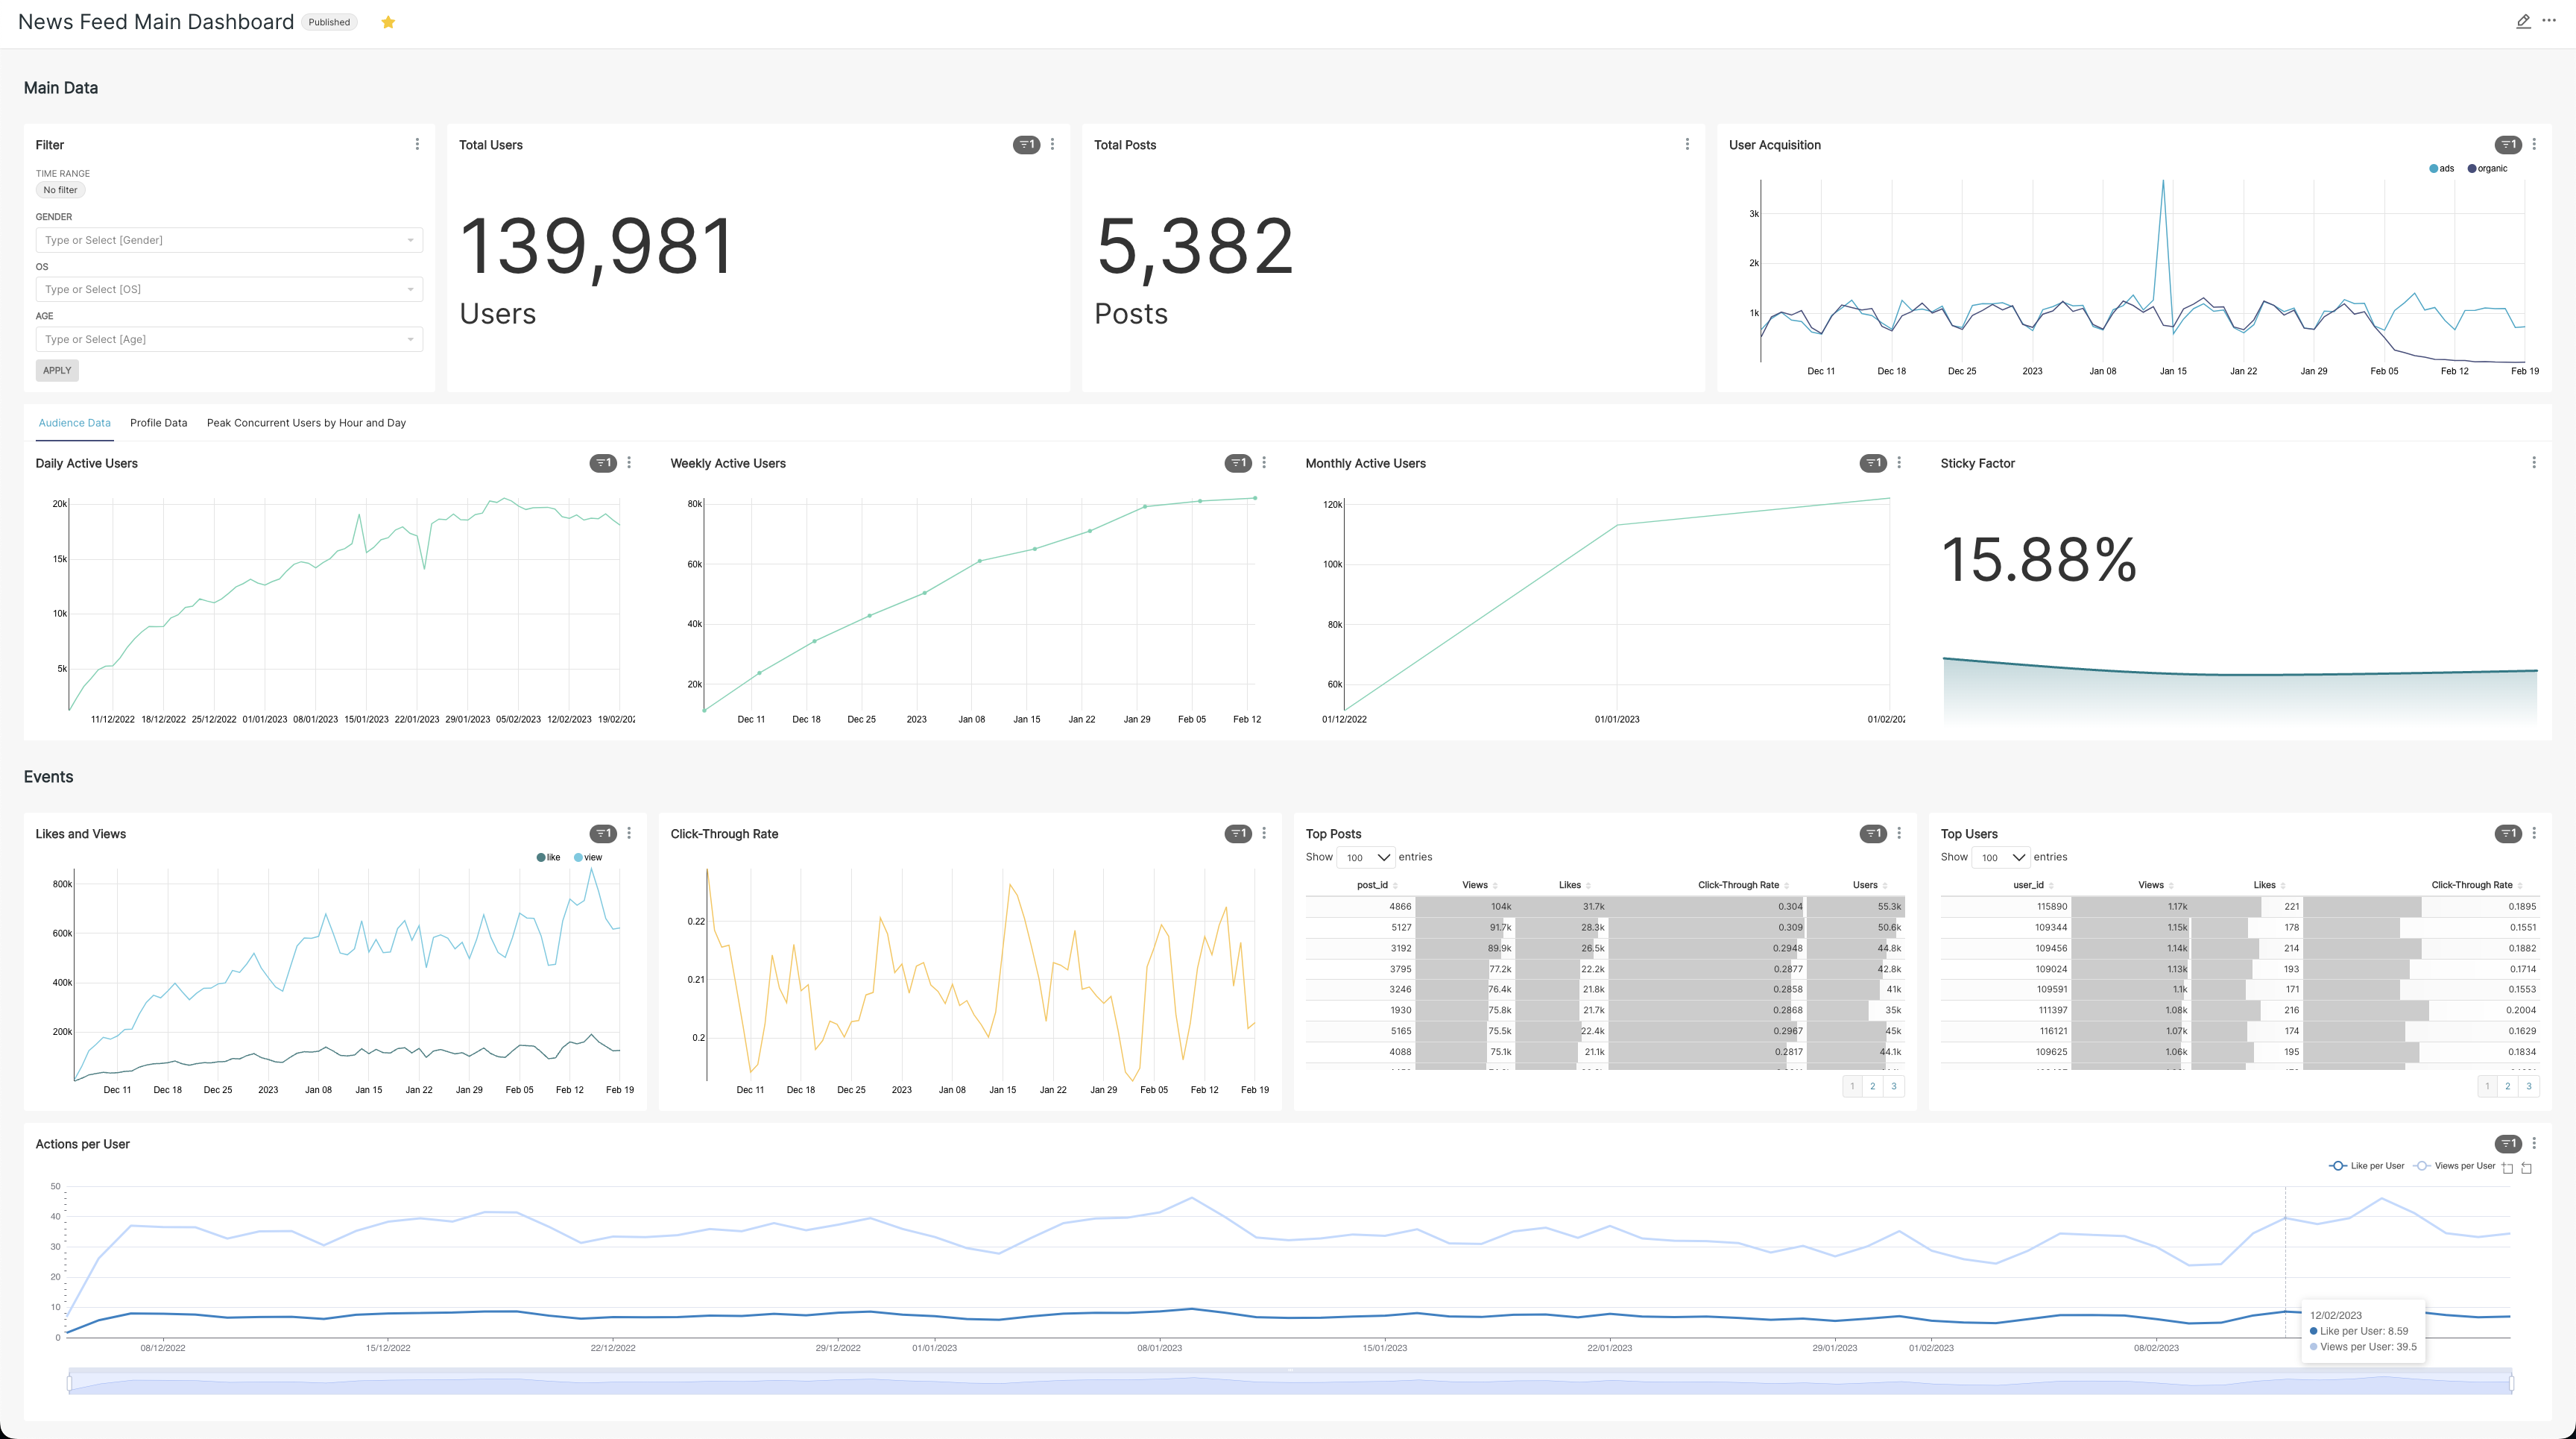 News Feed Main Dashboard Published
Main Data
Filter
TIME RANGE
No filter
GENDER
Type or Select [Gender]
OS
Type or Select [OS]
AGE
Type or Select [Age]
APPLY
Total Users 1
139,981
Users
Total Posts
5,382
Posts
User Acquisition 1
ads organic
3k
2k
1k
Dec 11 Dec 18 Dec 25 2023 Jan 08 Jan 15 Jan 22 Jan 29 Feb 05 Feb 12 Feb 19
Audience Data Profile Data Peak Concurrent Users by Hour and Day
Daily Active Users 1
20k
15k
10k
5k
11/12/2022 18/12/2022 25/12/2022 01/01/2023 08/01/2023 15/01/2023 22/01/2023 29/01/2023 05/02/2023 12/02/2023 19/02/202
Weekly Active Users 1
80k
60k
40k
20k
Dec 11 Dec 18 Dec 25 2023 Jan 08 Jan 15 Jan 22 Jan 29 Feb 05 Feb 12
Monthly Active Users 1
120k
100k
80k
60k
01/12/2022 01/01/2023 01/02/202
Sticky Factor
15.88%
Events
Likes and Views 1
like view
800k
600k
400k
200k
Dec 11 Dec 18 Dec 25 2023 Jan 08 Jan 15 Jan 22 Jan 29 Feb 05 Feb 12 Feb 19
Click-Through Rate 1
0.22
0.21
0.2
Dec 11 Dec 18 Dec 25 2023 Jan 08 Jan 15 Jan 22 Jan 29 Feb 05 Feb 12 Feb 19
Top Posts 1
Show 100 entries
post_id Views Likes Click-Through Rate Users
4866 104k 31.7k 0.304 55.3k
5127 91.7k 28.3k 0.309 50.6k
3192 89.9k 26.5k 0.2948 44.8k
3795 77.2k 22.2k 0.2877 42.8k
3246 76.4k 21.8k 0.2858 41k
1930 75.8k 21.7k 0.2868 35k
5165 75.5k 22.4k 0.2967 45k
4088 75.1k 21.1k 0.2817 44.1k
1 2 3
Top Users 1
Show 100 entries
user_id Views Likes Click-Through Rate
115890 1.17k 221 0.1895
109344 1.15k 178 0.1551
109456 1.14k 214 0.1882
109024 1.13k 193 0.1714
109591 1.1k 171 0.1553
111397 1.08k 216 0.2004
116121 1.07k 174 0.1629
109625 1.06k 195 0.1834
1 2 3
Actions per User 1
Like per User Views per User
50
40
30
20
10
0
08/12/2022 15/12/2022 22/12/2022 29/12/2022 01/01/2023 08/01/2023 15/01/2023 22/01/2023 29/01/2023 01/02/2023 08/02/2023
12/02/2023
Like per User: 8.59
Views per User: 39.5